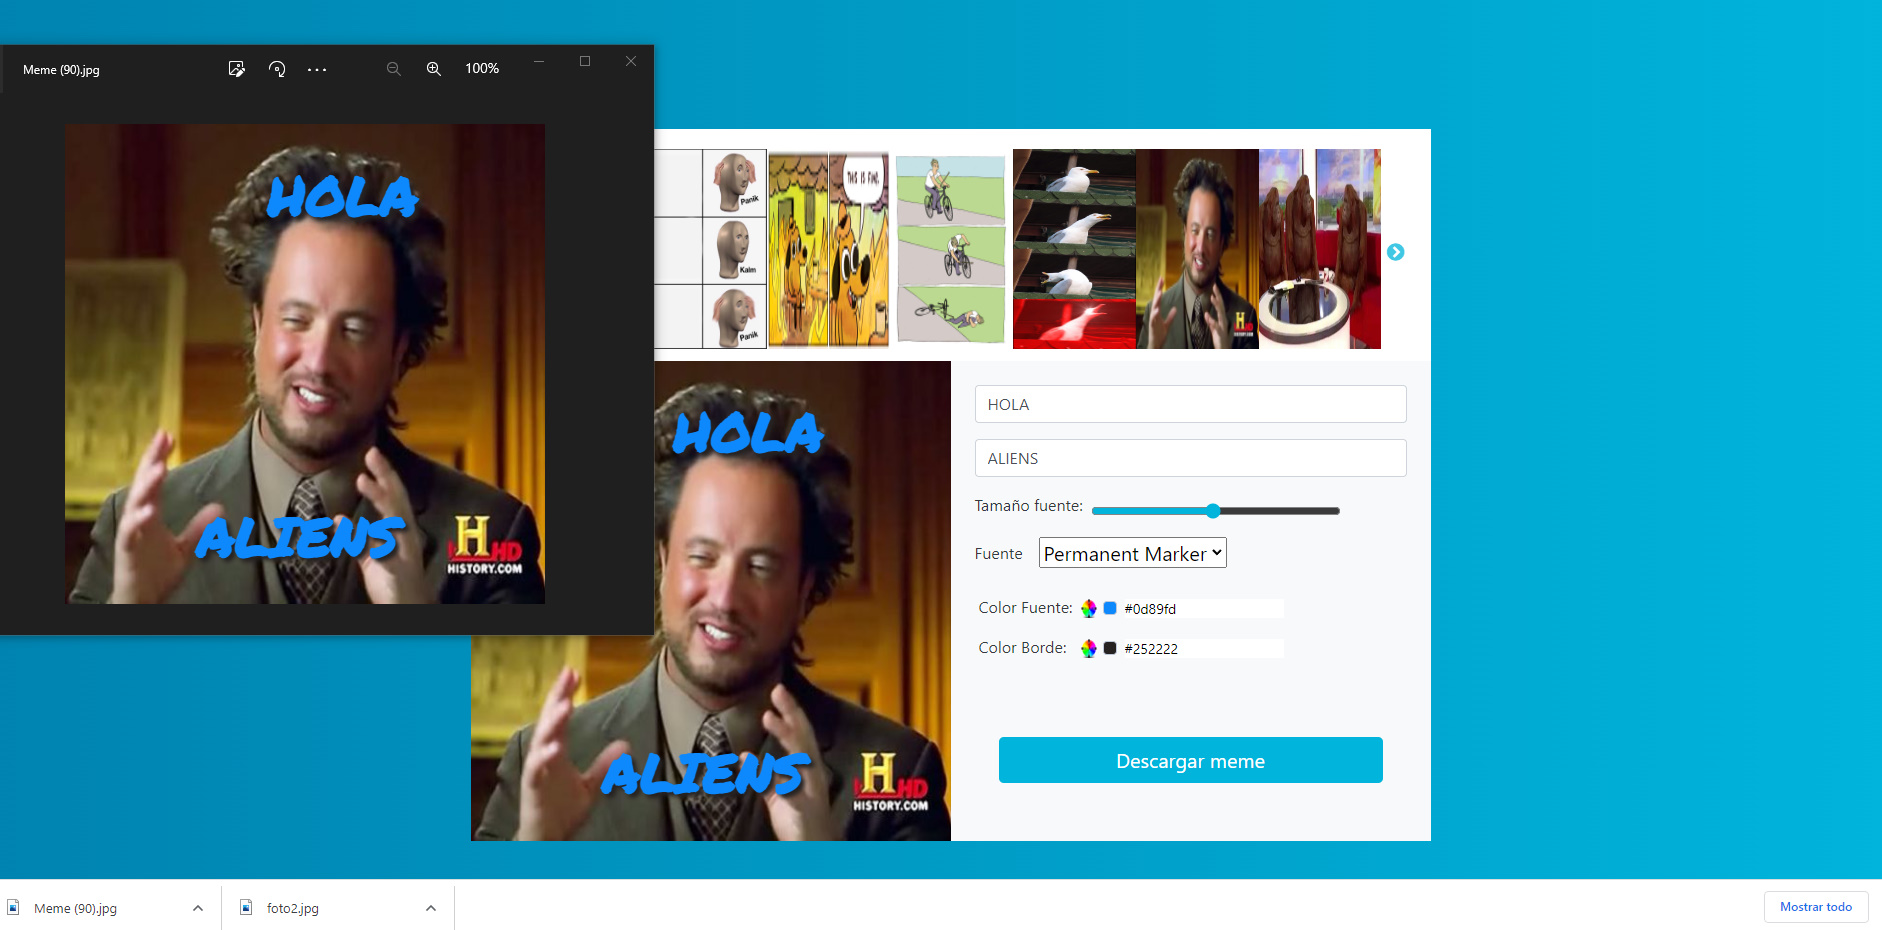 Meme (90).jpg
100%
HOLA
ALIENS
H
HD
HISTORY.COM
Panik
Kalm
Panik
THIS IS FINE.
H
HOLA
ALIENS
H
HD
HISTORY.COM
HOLA
ALIENS
Tamaño fuente:
Fuente
Permanent Marker
Color Fuente:
#0d89fd
Color Borde:
#252222
Descargar meme
Meme (90).jpg
foto2.jpg
Mostrar todo